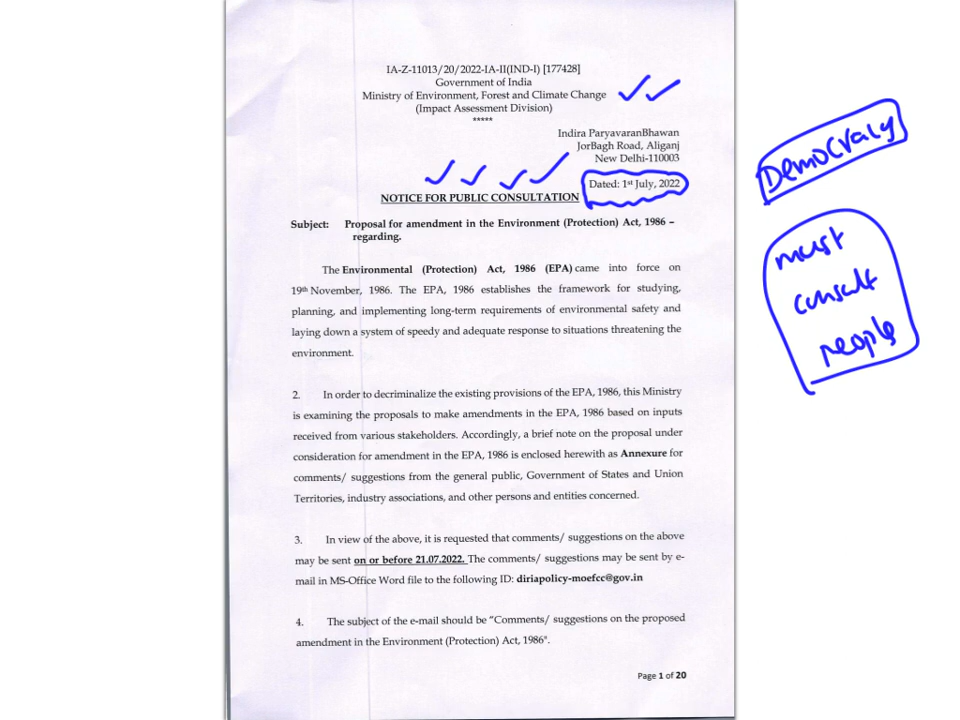 IA-Z-11013/20/2022-IA-II(IND-I) [177428]
Government of India
Ministry of Environment, Forest and Climate Change
(Impact Assessment Division)
*****
Indira ParyavaranBhawan
JorBagh Road, Aliganj
New Delhi-110003
Dated: 1st July, 2022
NOTICE FOR PUBLIC CONSULTATION
Subject: Proposal for amendment in the Environment (Protection) Act, 1986 –
regarding.
The Environmental (Protection) Act, 1986 (EPA) came into force on
19th November, 1986. The EPA, 1986 establishes the framework for studying,
planning, and implementing long-term requirements of environmental safety and
laying down a system of speedy and adequate response to situations threatening the
environment.
2. In order to decriminalize the existing provisions of the EPA, 1986, this Ministry
is examining the proposals to make amendments in the EPA, 1986 based on inputs
received from various stakeholders. Accordingly, a brief note on the proposal under
consideration for amendment in the EPA, 1986 is enclosed herewith as Annexure for
comments/ suggestions from the general public, Government of States and Union
Territories, industry associations, and other persons and entities concerned.
3. In view of the above, it is requested that comments/ suggestions on the above
may be sent on or before 21.07.2022. The comments/ suggestions may be sent by e-
mail in MS-Office Word file to the following ID: diriapolicy-moefcc@gov.in
4. The subject of the e-mail should be "Comments/ suggestions on the proposed
amendment in the Environment (Protection) Act, 1986".
Page 1 of 20
Democracy
must
consult
people